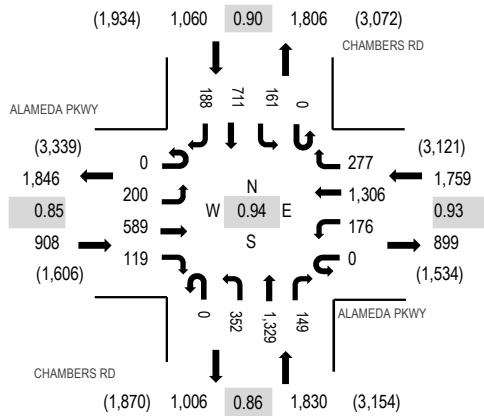 (1,934) 1,060 0.90 1,806 (3,072)
CHAMBERS RD
188 711 161 0
ALAMEDA PKWY
(3,339) 0 277 (3,121)
1,846 200 N 1,306 1,759
0.85 589 W 0.94 E 176 0.93
908 119 S 0 899
(1,606) (1,534)
0 352 1,329 149
ALAMEDA PKWY
CHAMBERS RD
(1,870) 1,006 0.86 1,830 (3,154)